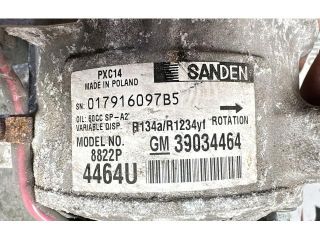 PXC14
MADE IN POLAND
SANDEN
SN. 017916097B5
OIL: 60CC SP-A2
VARIABLE DISP. R134a/R1234yf ROTATION
MODEL NO. GM 39034464
8822P
4464U